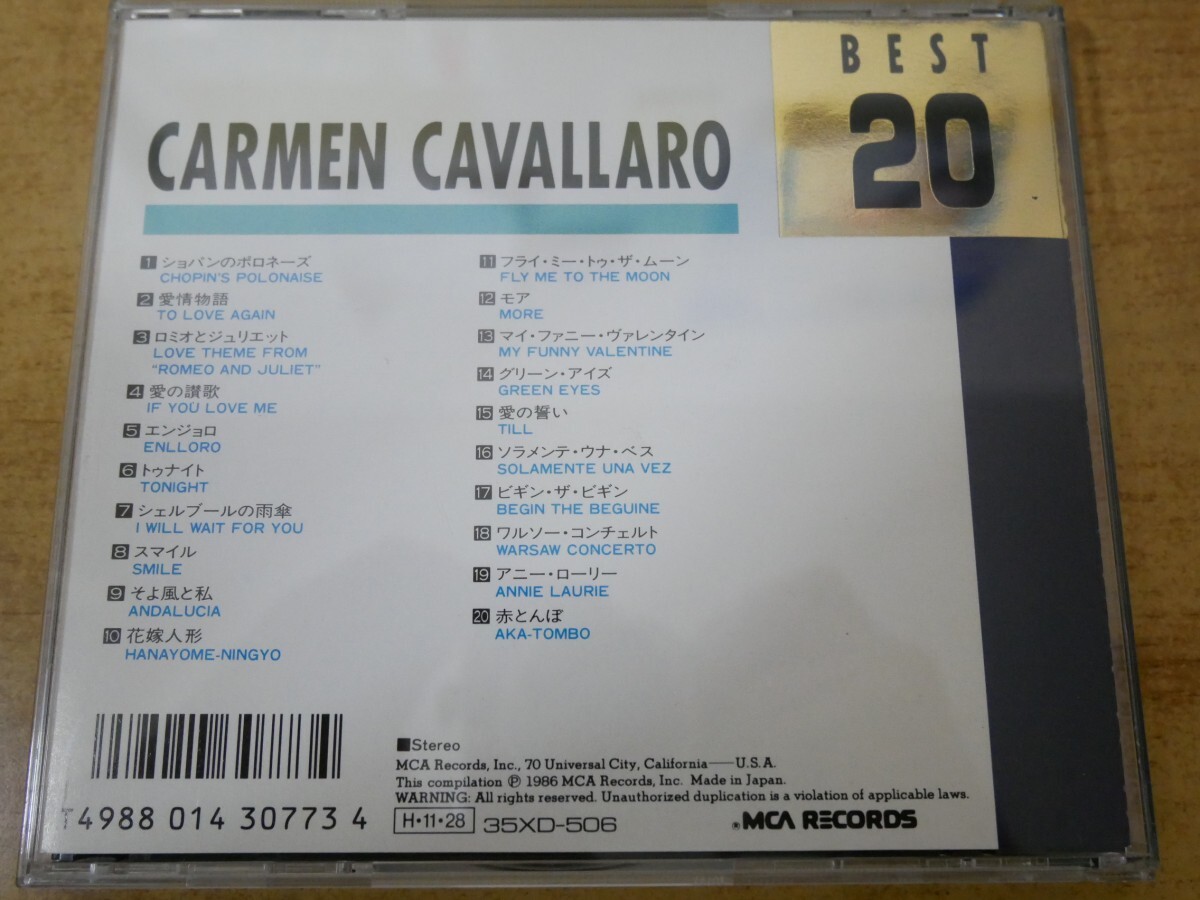 BEST
20
CARMEN CAVALLARO
1 ショパンのポロネーズ
CHOPIN'S POLONAISE
2 愛情物語
TO LOVE AGAIN
3 ロミオとジュリエット
LOVE THEME FROM
"ROMEO AND JULIET"
4 愛の讃歌
IF YOU LOVE ME
5 エンジョロ
ENLLORO
6 トゥナイト
TONIGHT
7 シェルブールの雨傘
I WILL WAIT FOR YOU
8 スマイル
SMILE
9 そよ風と私
ANDALUCIA
10 花嫁人形
HANAYOME-NINGYO
11 フライ・ミー・トゥ・ザ・ムーン
FLY ME TO THE MOON
12 モア
MORE
13 マイ・ファニー・ヴァレンタイン
MY FUNNY VALENTINE
14 グリーン・アイズ
GREEN EYES
15 愛の誓い
TILL
16 ソラメンテ・ウナ・ベス
SOLAMENTE UNA VEZ
17 ビギン・ザ・ビギン
BEGIN THE BEGUINE
18 ワルソー・コンチェルト
WARSAW CONCERTO
19 アニー・ローリー
ANNIE LAURIE
20 赤とんぼ
AKA-TOMBO
■Stereo
MCA Records, Inc., 70 Universal City, California——U.S.A.
This compilation Ⓟ 1986 MCA Records, Inc. Made in Japan.
WARNING: All rights reserved. Unauthorized duplication is a violation of applicable laws.
T4988 014 30773 4
H・11・28 35XD-506
®MCA RECORDS